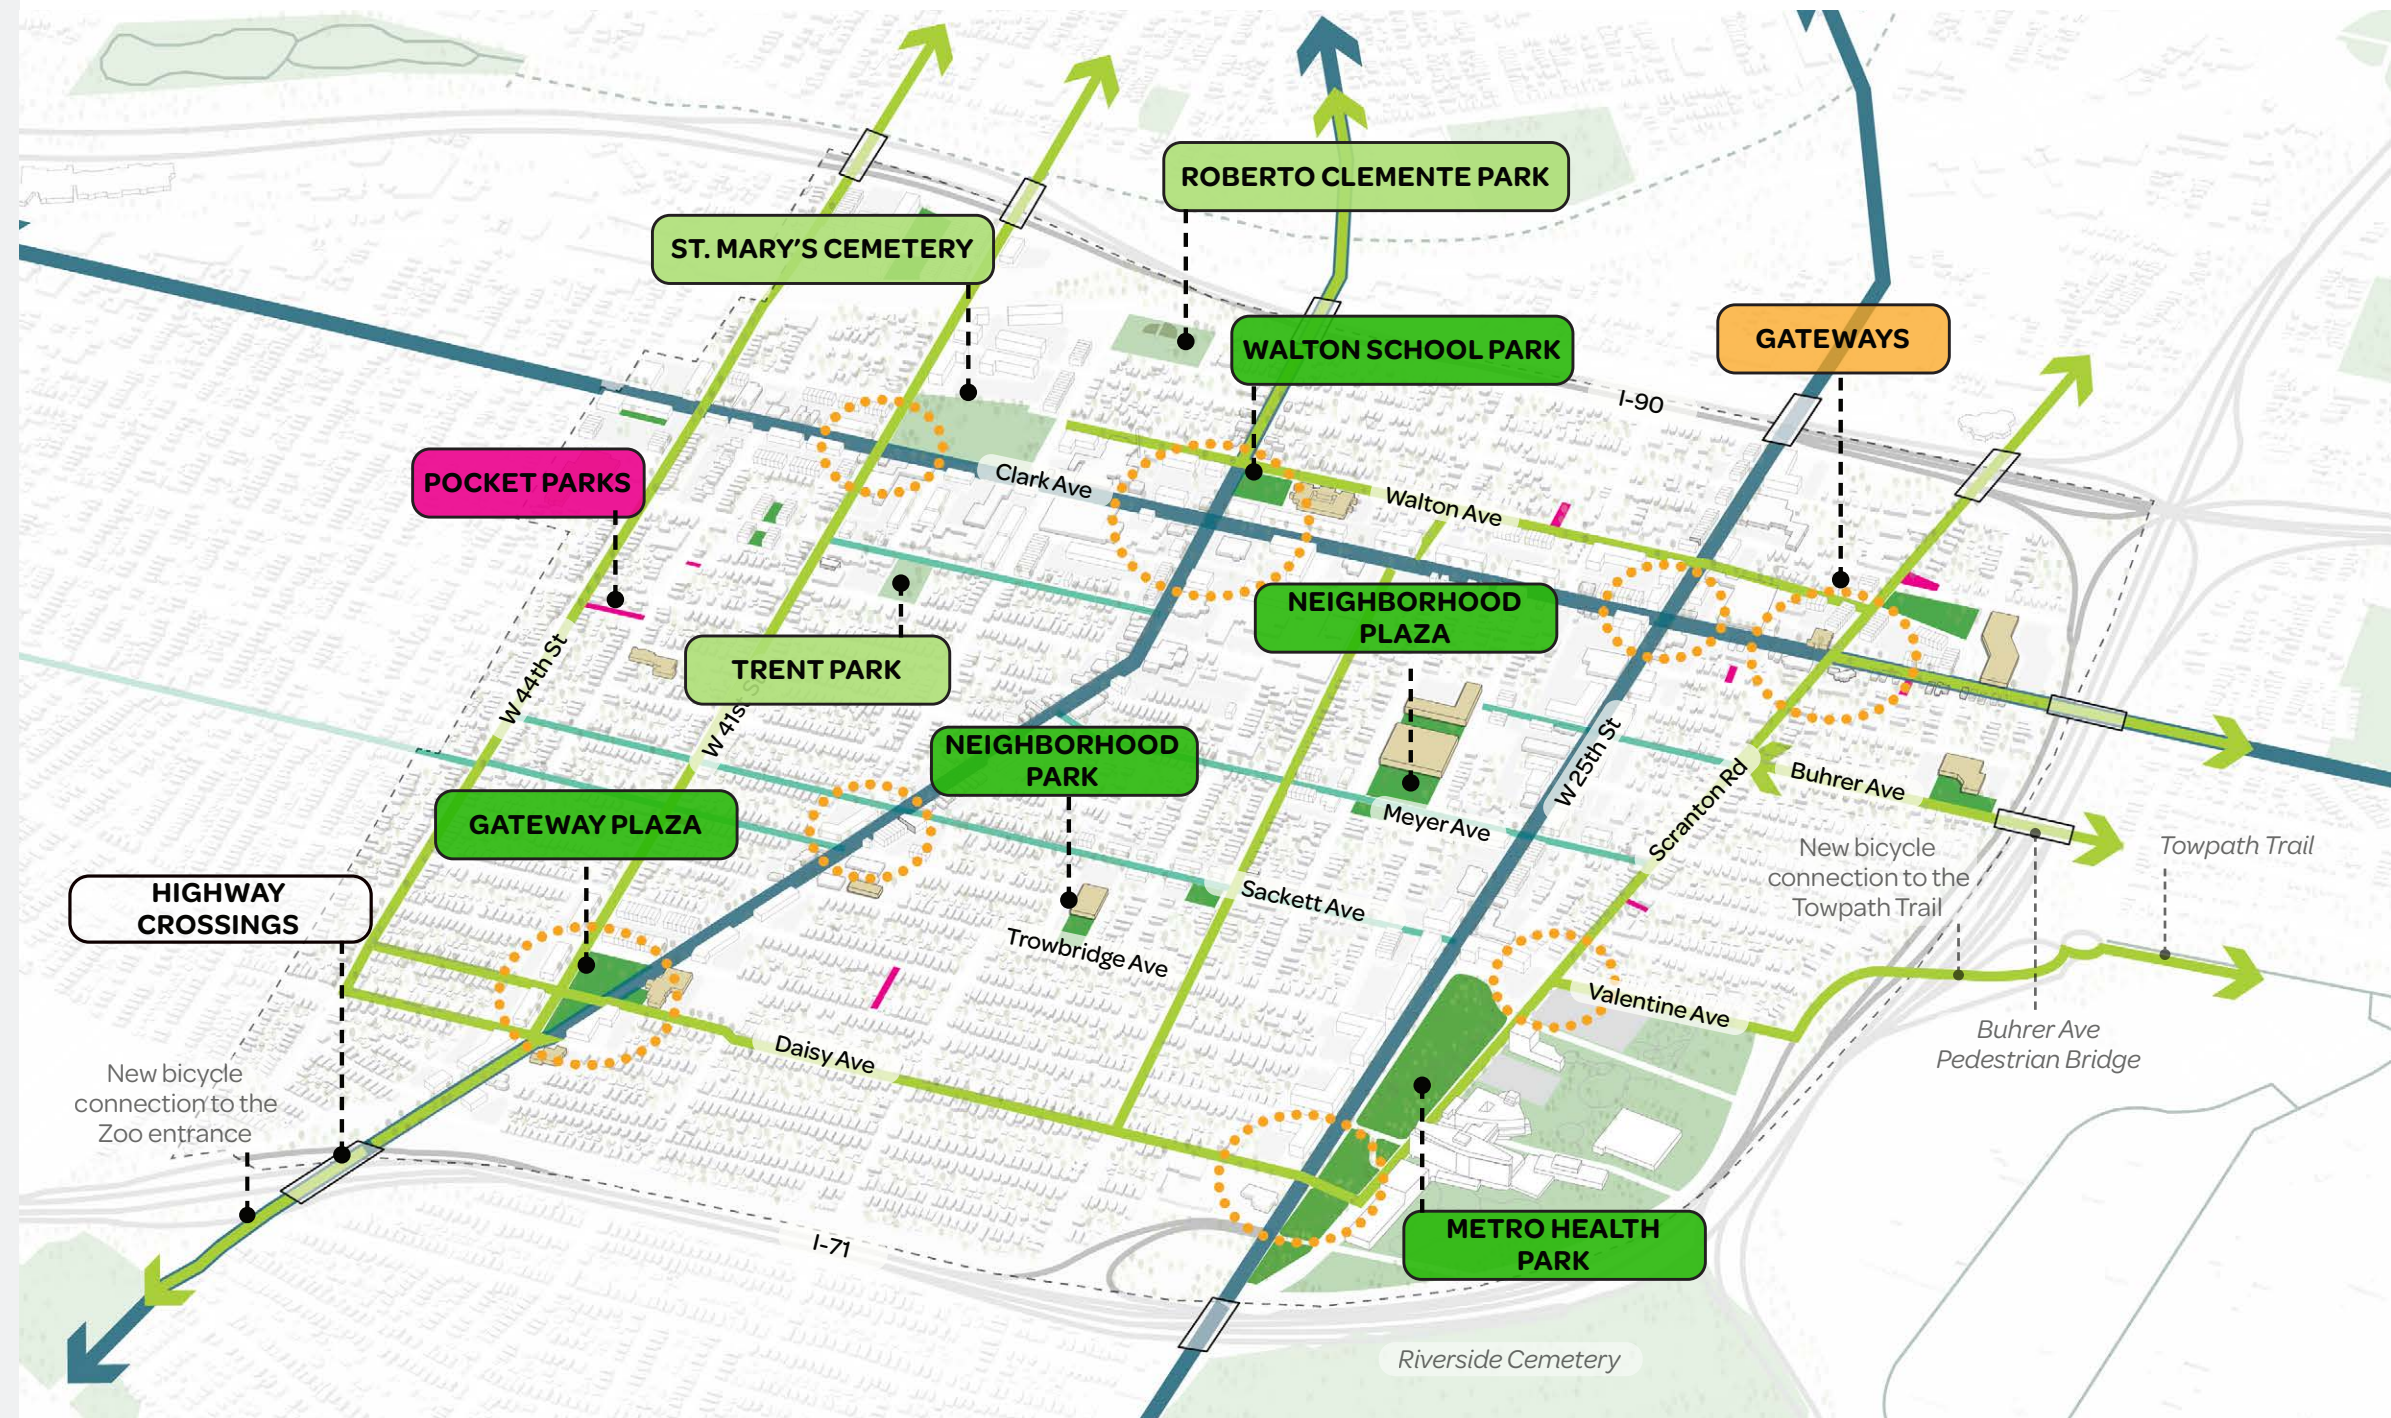 ROBERTO CLEMENTE PARK
ST. MARY'S CEMETERY
GATEWAYS
WALTON SCHOOL PARK
I-90
POCKET PARKS
Clark Ave
Walton Ave
NEIGHBORHOOD
PLAZA
TRENT PARK
W 44th St
W 41st S
NEIGHBORHOOD
PARK
W 25th St
Scranton Rd
Buhrer Ave
GATEWAY PLAZA
Meyer Ave
New bicycle
connection to the
Towpath Trail
Towpath Trail
HIGHWAY
CROSSINGS
Sackett Ave
Trowbridge Ave
Valentine Ave
Buhrer Ave
Pedestrian Bridge
Daisy Ave
New bicycle
connection to the
Zoo entrance
I-71
METRO HEALTH
PARK
Riverside Cemetery